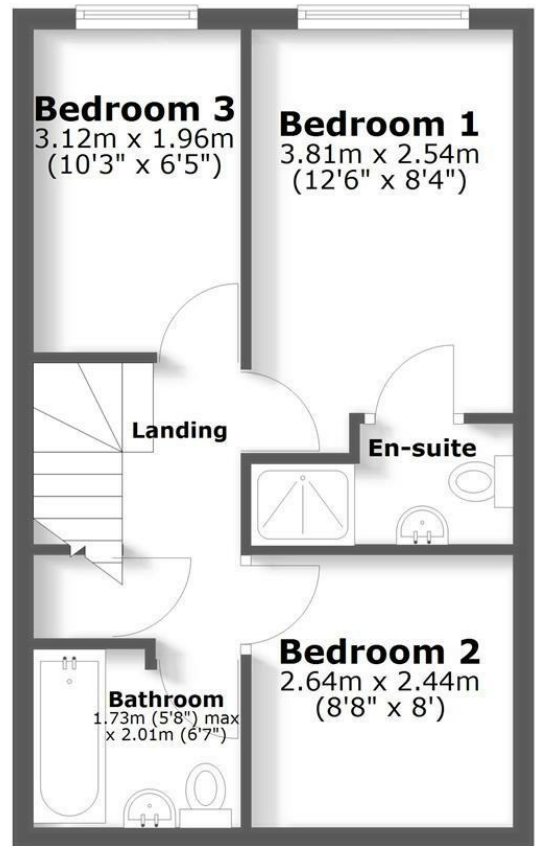 Bedroom 3
3.12m x 1.96m
(10'3" x 6'5")
Bedroom 1
3.81m x 2.54m
(12'6" x 8'4")
Landing
En-suite
Bedroom 2
2.64m x 2.44m
(8'8" x 8')
Bathroom
1.73m (5'8") max
x 2.01m (6'7")